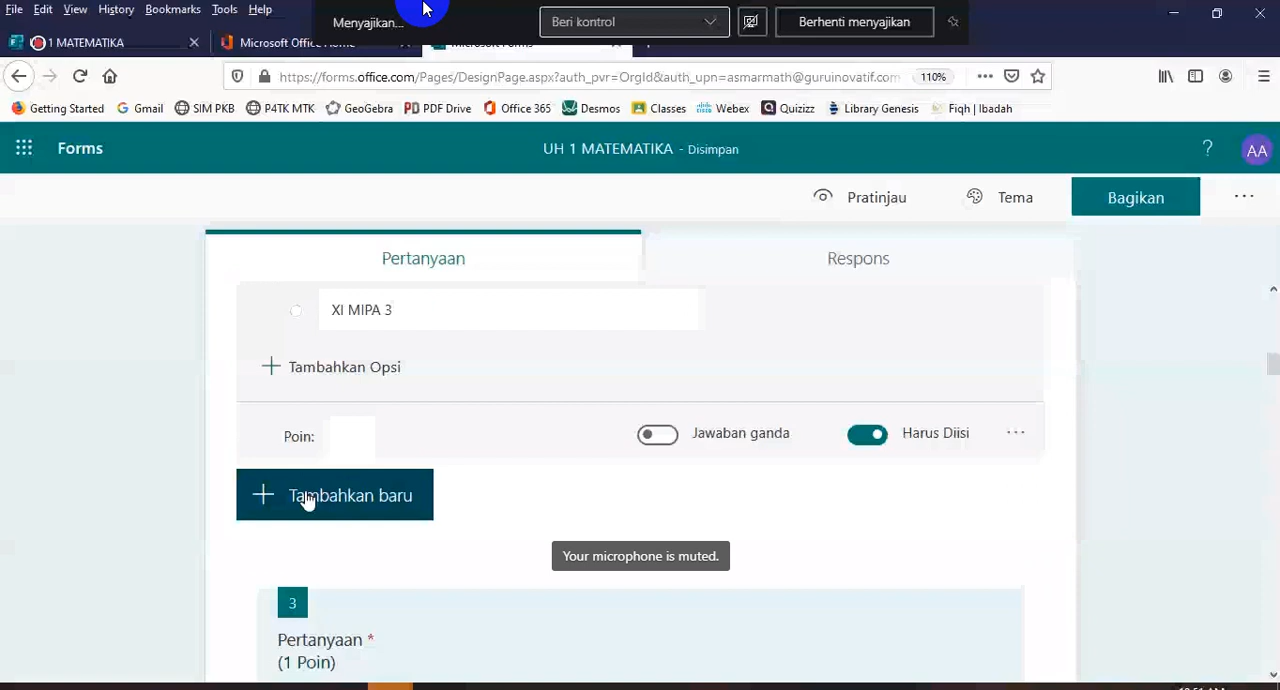 File Edit View History Bookmarks Tools Help
Menyajikan...
Beri kontrol
Berhenti menyajikan
1 MATEMATIKA
Microsoft Office Home
Microsoft Forms
https://forms.office.com/Pages/DesignPage.aspx?auth_pvr=OrgId&auth_upn=asmarmath@guruinovatif.com
110%
Getting Started Gmail SIM PKB P4TK MTK GeoGebra PDF Drive Office 365 Desmos Classes Webex Quizizz Library Genesis Fiqh | Ibadah
Forms
UH 1 MATEMATIKA - Disimpan
? AA
Pratinjau
Tema
Bagikan
Pertanyaan
Respons
XI MIPA 3
Tambahkan Opsi
Poin:
Jawaban ganda
Harus Diisi
Tambahkan baru
Your microphone is muted.
3
Pertanyaan *
(1 Poin)